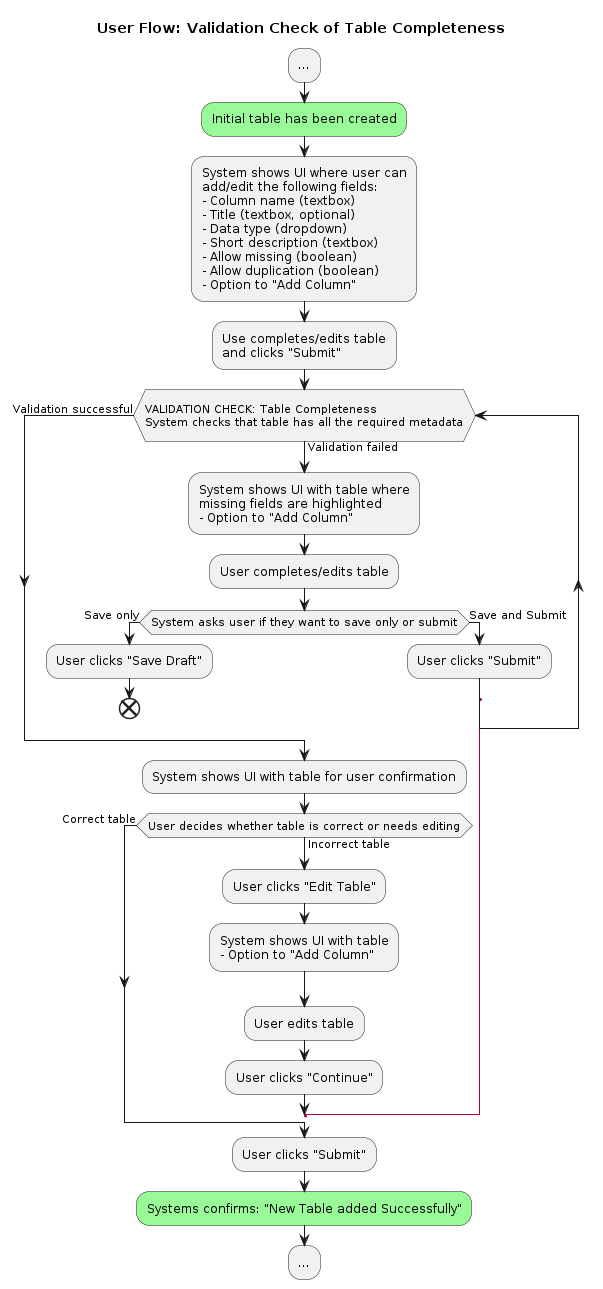 User Flow: Validation Check of Table Completeness
...
Initial table has been created
System shows UI where user can
add/edit the following fields:
- Column name (textbox)
- Title (textbox, optional)
- Data type (dropdown)
- Short description (textbox)
- Allow missing (boolean)
- Allow duplication (boolean)
- Option to "Add Column"
Use completes/edits table
and clicks "Submit"
Validation successful
VALIDATION CHECK: Table Completeness
System checks that table has all the required metadata
Validation failed
System shows UI with table where
missing fields are highlighted
- Option to "Add Column"
User completes/edits table
Save only
System asks user if they want to save only or submit
Save and Submit
User clicks "Save Draft"
User clicks "Submit"
System shows UI with table for user confirmation
Correct table
User decides whether table is correct or needs editing
Incorrect table
User clicks "Edit Table"
System shows UI with table
- Option to "Add Column"
User edits table
User clicks "Continue"
User clicks "Submit"
Systems confirms: "New Table added Successfully"
...